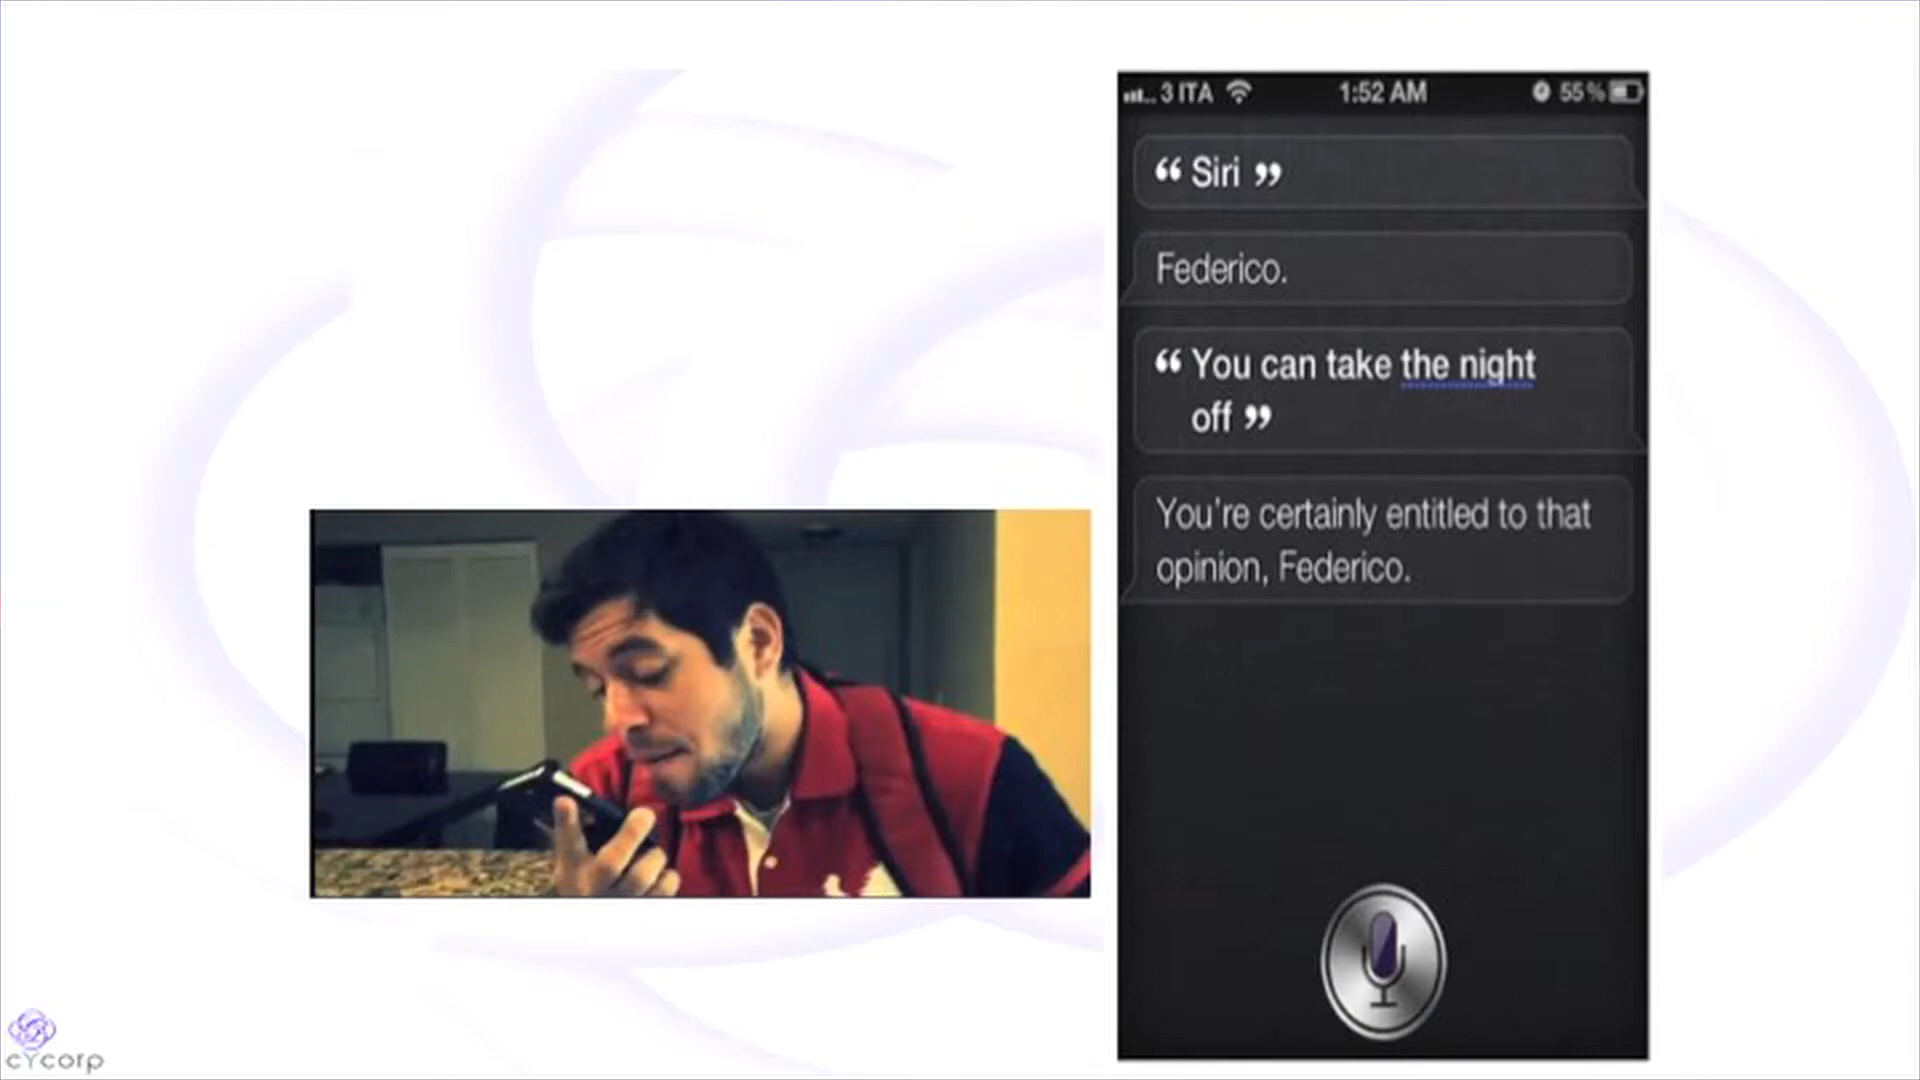 3 ITA 1:52 AM 55%
“ Siri ”
Federico.
“ You can take the night
off ”
You're certainly entitled to that
opinion, Federico.
cycorp